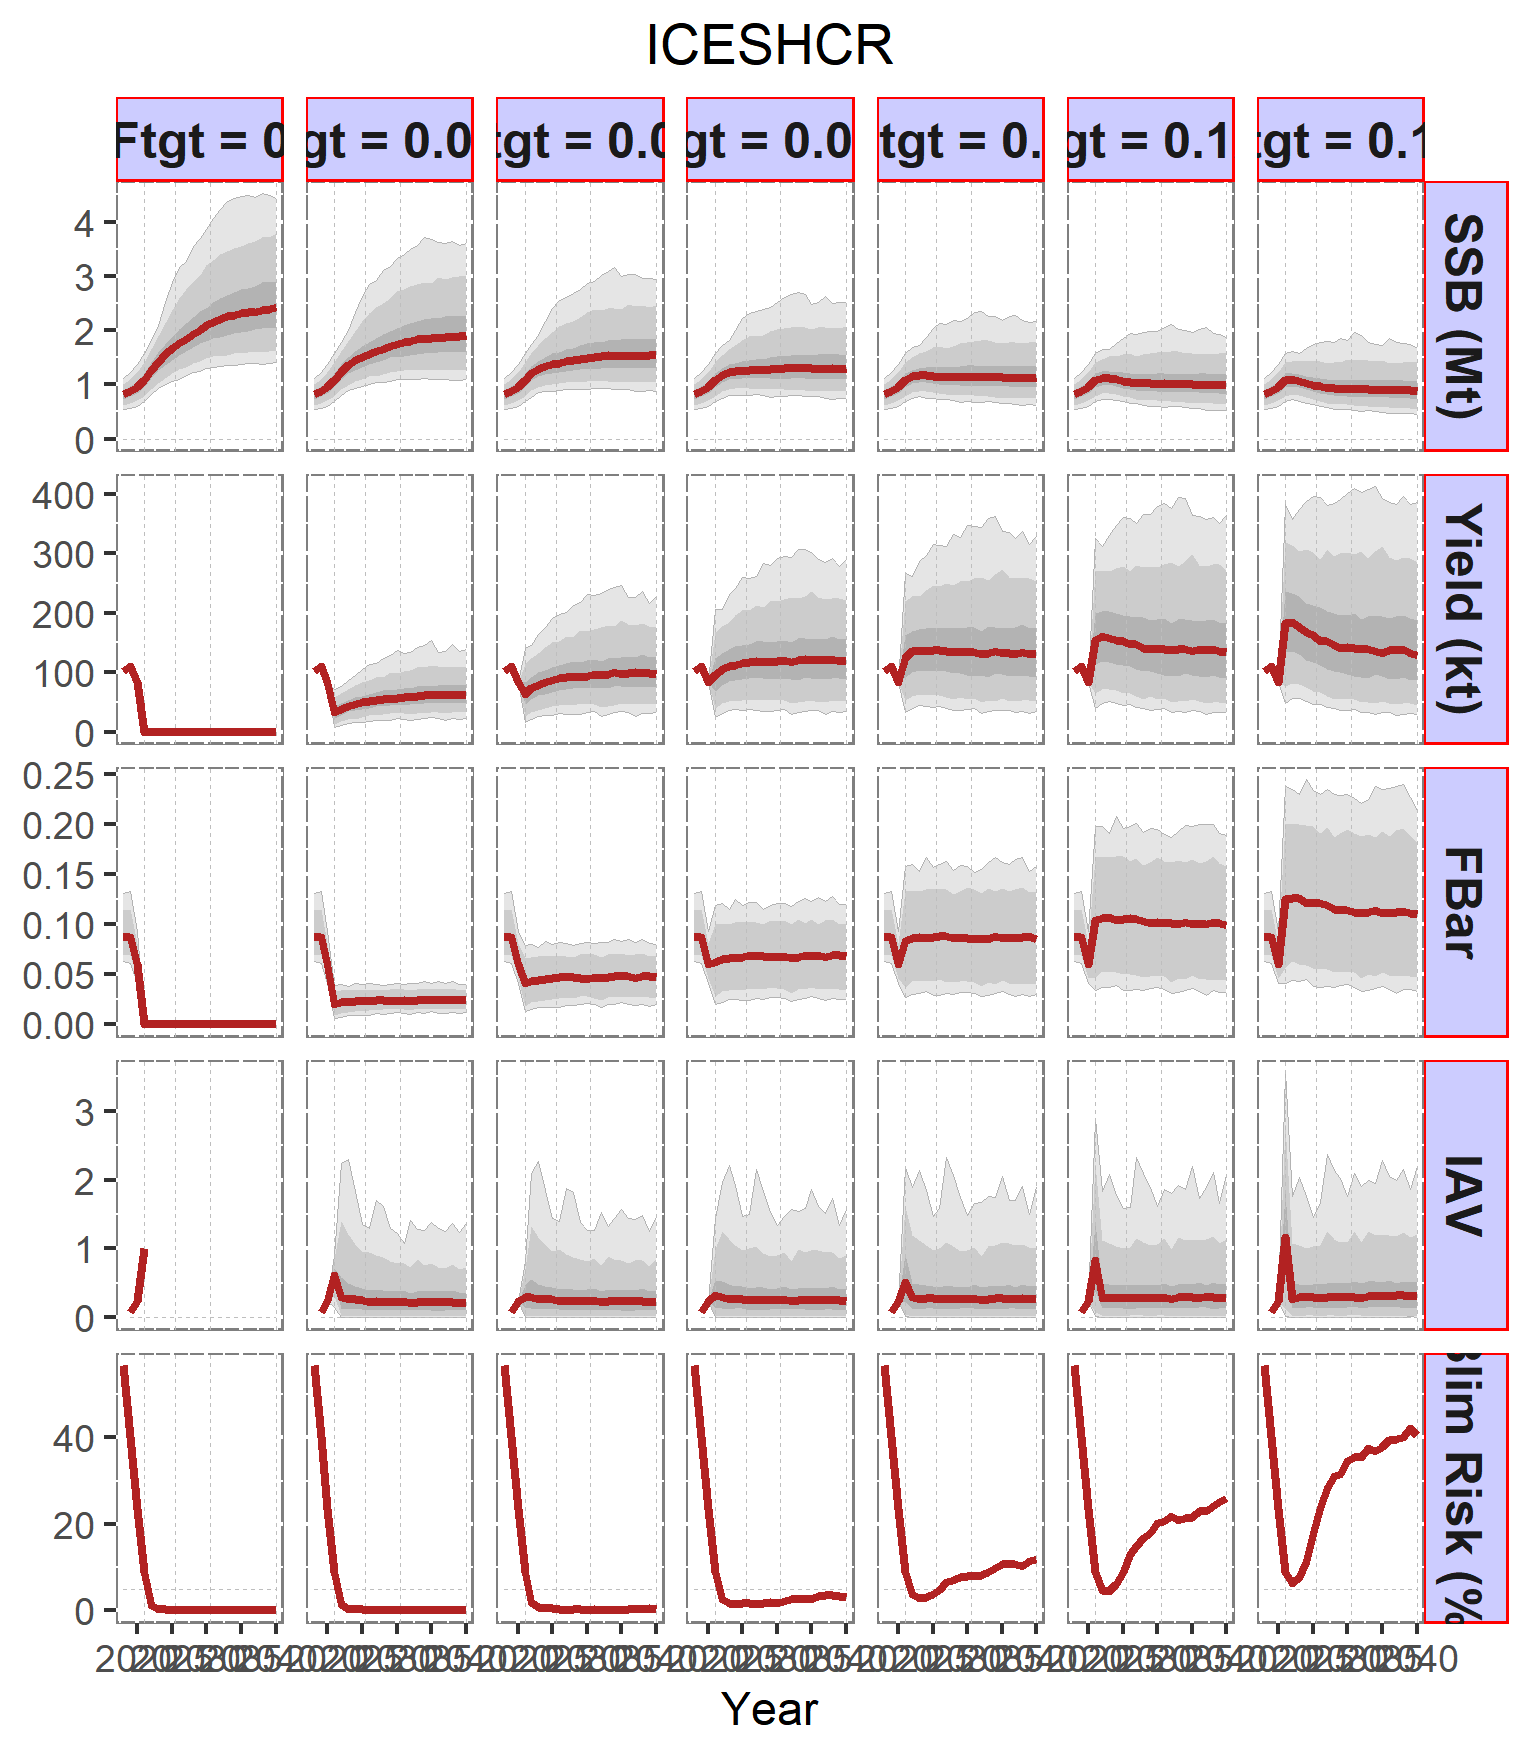 ICESHCR
Ftgt = 0
gt = 0.0
tgt = 0.0
gt = 0.0
tgt = 0.
gt = 0.1
tgt = 0.1
4
3
2
1
0
SSB (Mt)
400
300
200
100
0
Yield (kt)
0.25
0.20
0.15
0.10
0.05
0.00
FBar
3
2
1
0
IAV
40
20
0
Blim Risk (%
Year